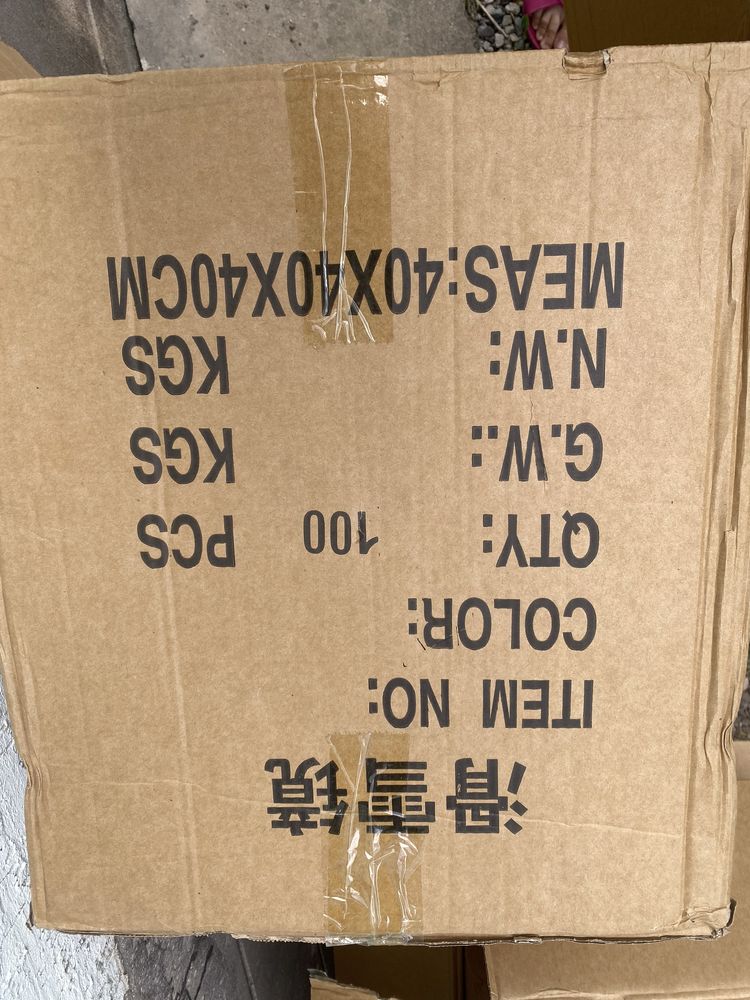 滑雪镜
ITEM NO:
COLOR:
QTY: 100 PCS
G.W.: KGS
N.W: KGS
MEAS:40X40X40CM